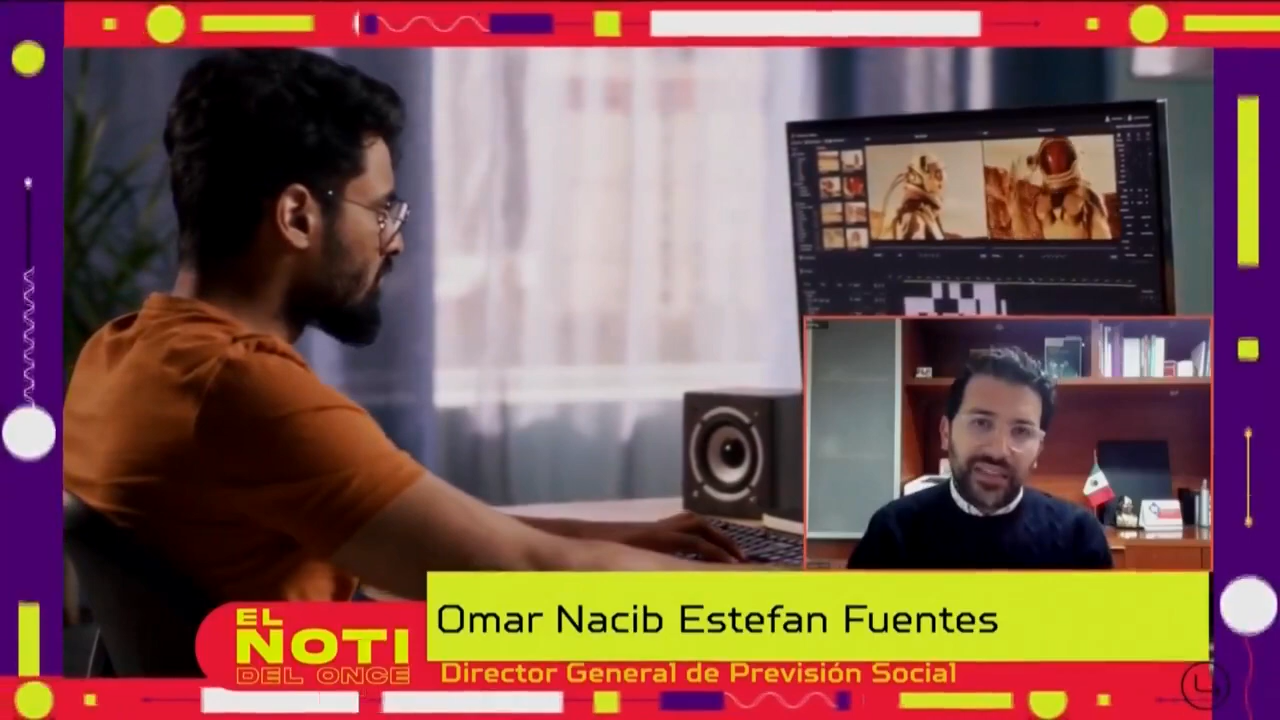 EL
NOTI
DEL ONCE
Omar Nacib Estefan Fuentes
Director General de Previsión Social